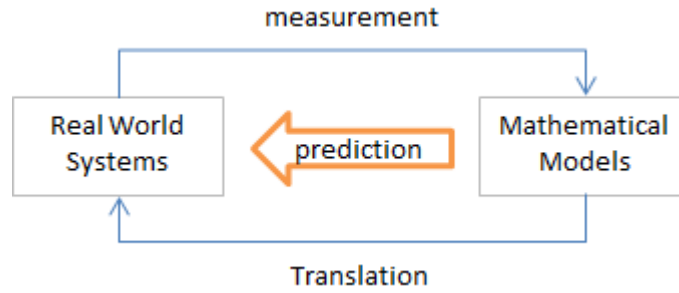 measurement
Real World
Systems
prediction
Mathematical
Models
Translation